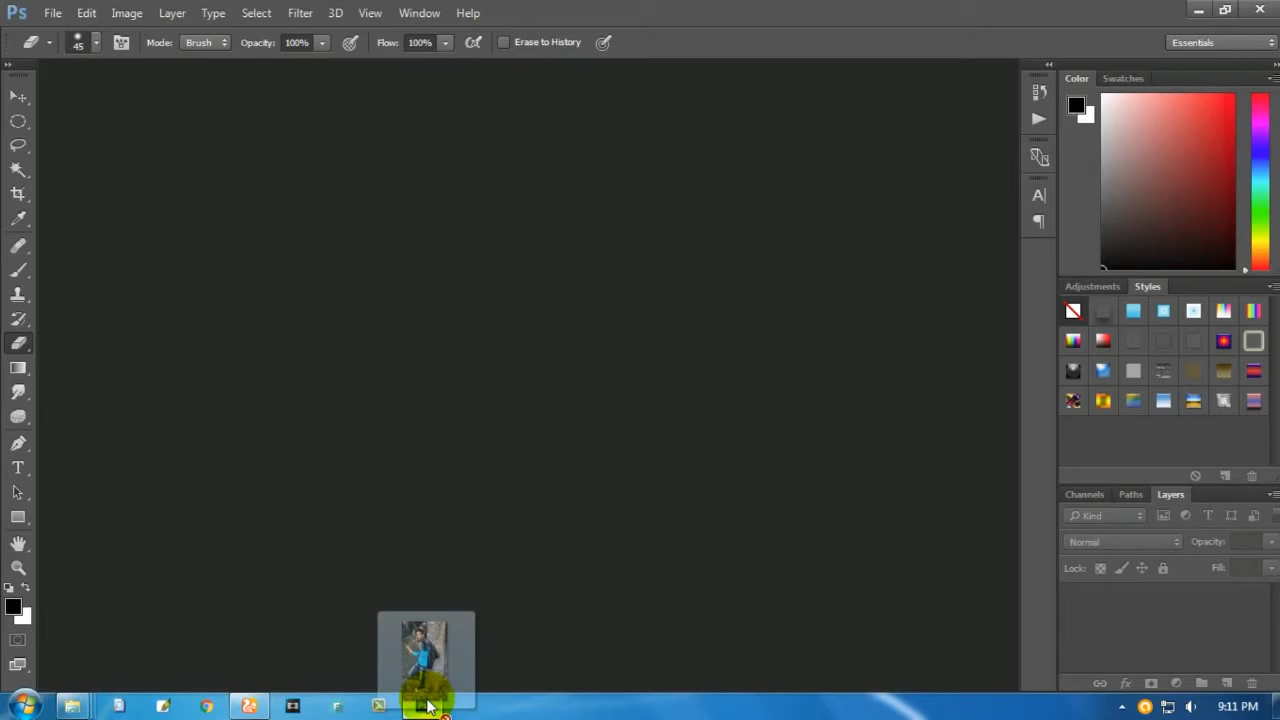 Ps File Edit Image Layer Type Select Filter 3D View Window Help
45 Mode: Brush Opacity: 100% Flow: 100% Erase to History Essentials
Color Swatches
Adjustments Styles
Channels Paths Layers
Kind
Normal Opacity:
Lock: Fill:
9:11 PM